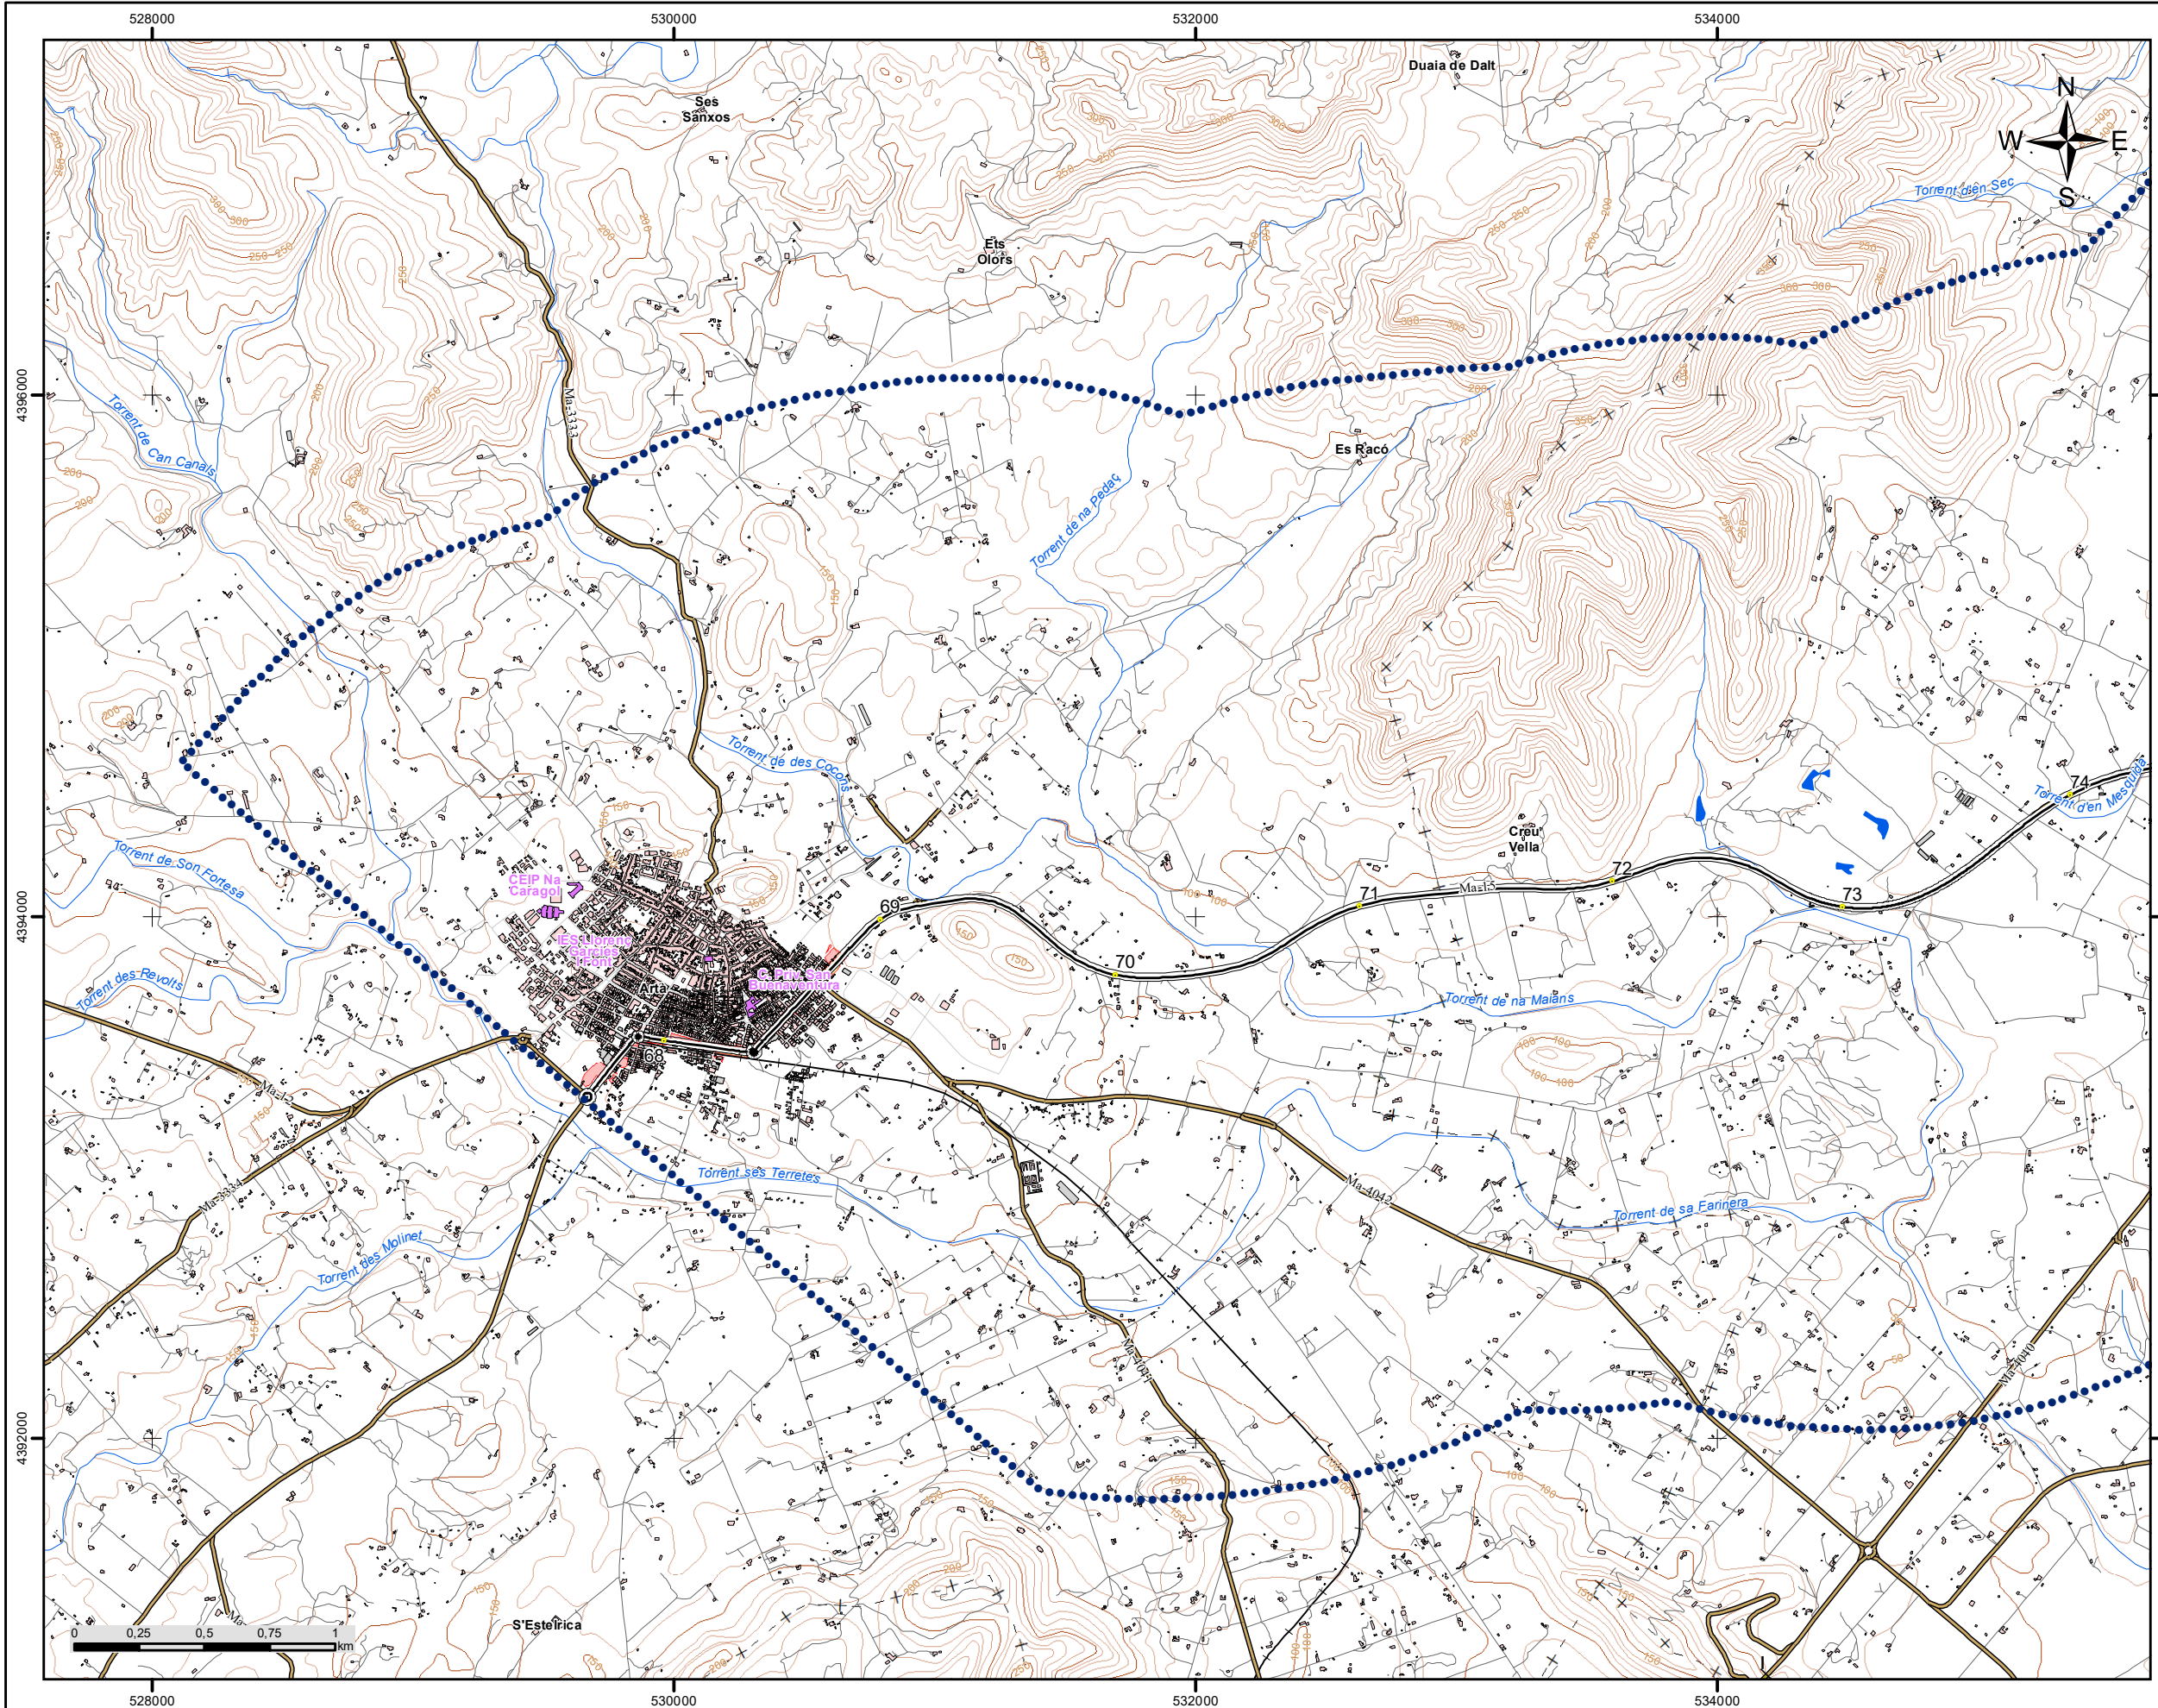 528000
530000
532000
534000
Duaia de Dalt
N
W
E
S
Ses
Sanxos
Torrent d'en Sec
Ets
Olors
4396000
Ma-3333
Torrent de
Can Canals
Es Racó
Torrent de na Pedaç
Torrent de des Cocons
74
Torrent d'en Mesquida
Creu
Vella
Torrent de Son Fortesa
CEIP Na
Caragol
72
71
Ma-15
73
69
4394000
IES Llorenç
Garcies
i Font
70
C. Priv. San
Buenaventura
Artà
Torrent des Revolts
Torrent de na Maians
68
Ma-12
Torrent ses Terretes
Ma-3334
Ma-4042
Torrent de sa Farinera
Torrent des Molinet
Ma-4040
4392000
S'Estelrica
0
0,25
0,5
0,75
1
km
528000
530000
532000
534000